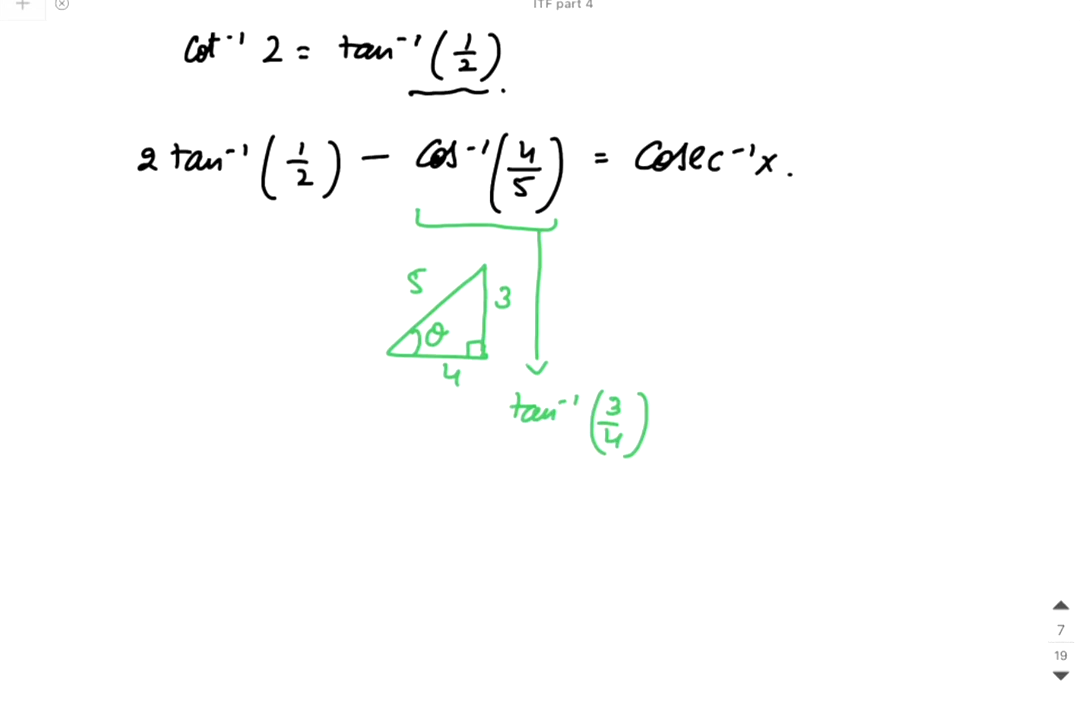 ITF part 4
Cot⁻¹ 2 = tan⁻¹ (1/2).
2 tan⁻¹ (1/2) - Cos⁻¹ (4/5) = Cosec⁻¹ x.
5
3
θ
4
tan⁻¹ (3/4)
7
19